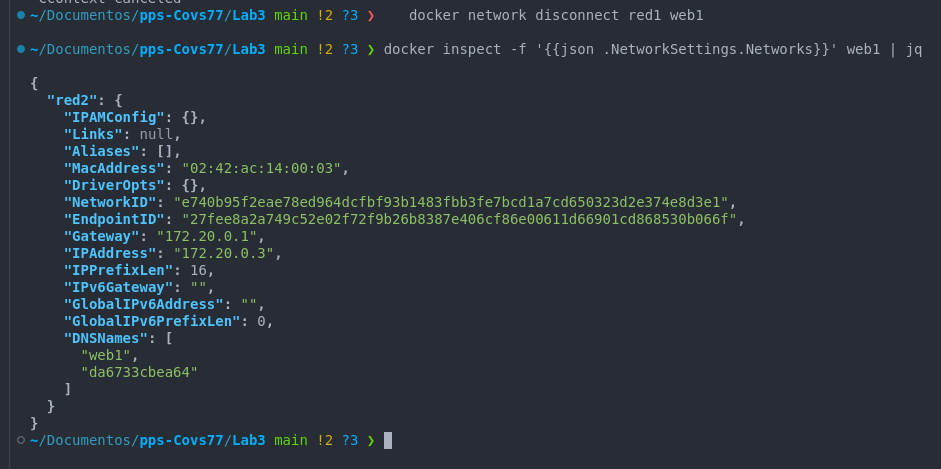 ~/Documentos/pps-Covs77/Lab3 main !2 ?3 ❯    docker network disconnect red1 web1
~/Documentos/pps-Covs77/Lab3 main !2 ?3 ❯ docker inspect -f '{{json .NetworkSettings.Networks}}' web1 | jq
{
  "red2": {
    "IPAMConfig": {},
    "Links": null,
    "Aliases": [],
    "MacAddress": "02:42:ac:14:00:03",
    "DriverOpts": {},
    "NetworkID": "e740b95f2eae78ed964dcfbf93b1483fbb3fe7bcd1a7cd650323d2e374e8d3e1",
    "EndpointID": "27fee8a2a749c52e02f72f9b26b8387e406cf86e00611d66901cd868530b066f",
    "Gateway": "172.20.0.1",
    "IPAddress": "172.20.0.3",
    "IPPrefixLen": 16,
    "IPv6Gateway": "",
    "GlobalIPv6Address": "",
    "GlobalIPv6PrefixLen": 0,
    "DNSNames": [
      "web1",
      "da6733cbea64"
    ]
  }
}
~/Documentos/pps-Covs77/Lab3 main !2 ?3 ❯